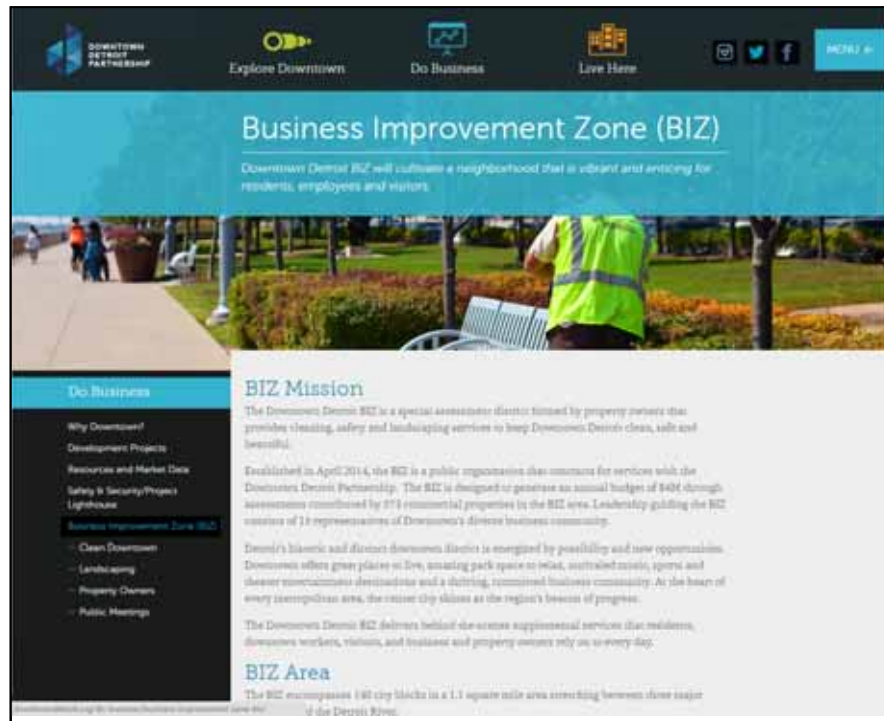 DOWNTOWN
DETROIT
PARTNERSHIP
Explore Downtown
Do Business
Live Here
MENU
Business Improvement Zone (BIZ)
Downtown Detroit BIZ will cultivate a neighborhood that is vibrant and enticing for
residents, employees and visitors.
Do Business
Why Downtown?
Development Projects
Resources and Market Data
Safety & Security/Project
Lighthouse
Business Improvement Zone (BIZ)
Clean Downtown
Landscaping
Property Owners
Public Meetings
BIZ Mission
The Downtown Detroit BIZ is a special assessment district formed by property owners that
provides cleaning, safety and landscaping services to keep Downtown Detroit clean, safe and
beautiful.
Established in April 2014, the BIZ is a public organization that contracts for services with the
Downtown Detroit Partnership. The BIZ is designed to generate an annual budget of $4M through
assessments contributed by commercial properties in the BIZ area. Leadership guiding the BIZ
consists of representatives of Downtown's diverse business community.
Detroit's historic and distinct downtown district is energized by possibility and new opportunities.
Downtown offers great places to live, amazing park space to relax, unrivaled music, sports and
theater entertainment destinations and a thriving, committed business community. At the heart of
every metropolitan area, the center city shines as the region's beacon of progress.
The Downtown Detroit BIZ delivers behind-the-scenes supplemental services that residents,
downtown workers, visitors, and business and property owners rely on every day.
BIZ Area
The BIZ encompasses 140 city blocks in a 1.1 square mile area stretching between three major
and the Detroit River.